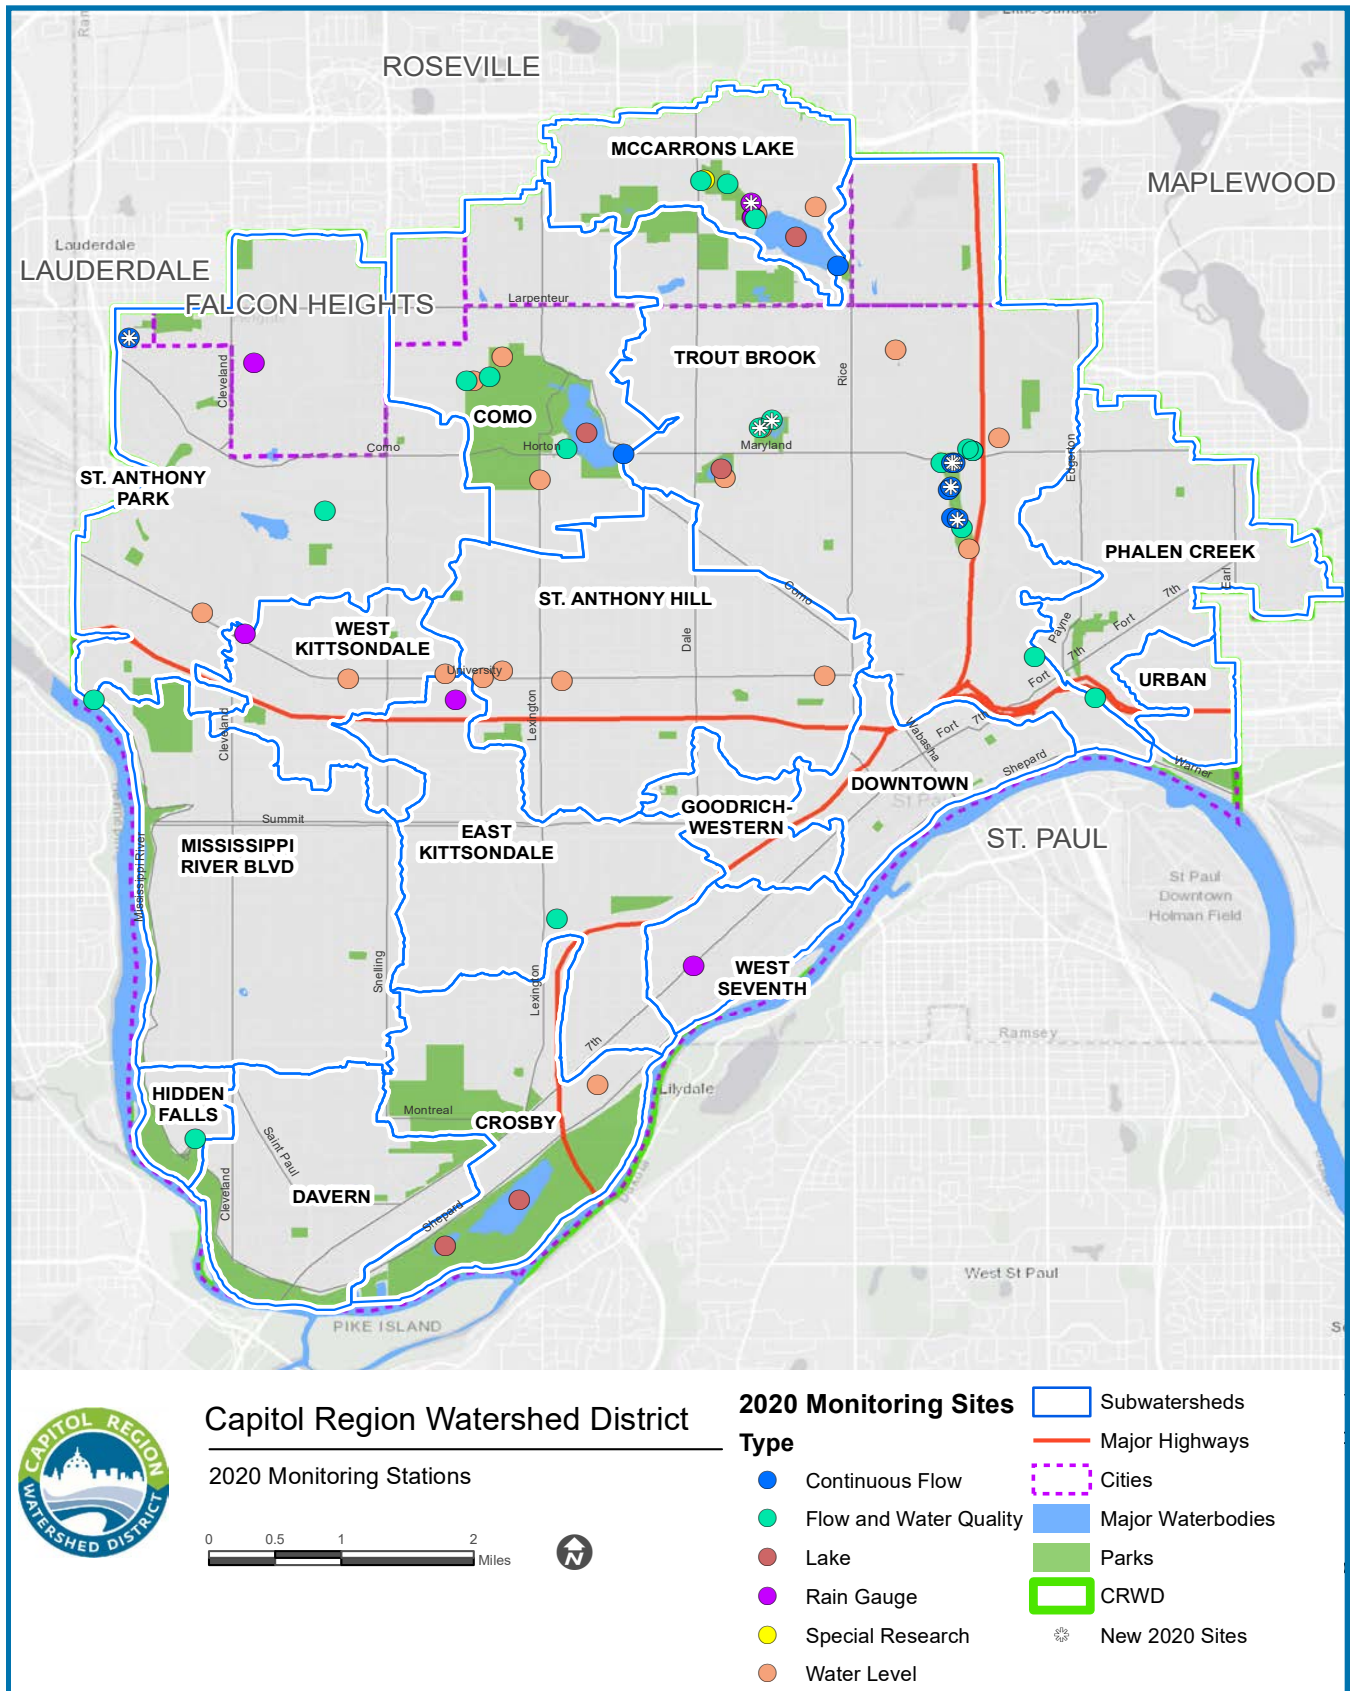 ROSEVILLE
MCCARRONS LAKE
MAPLEWOOD
Lauderdale
LAUDERDALE
FALCON HEIGHTS
Larpenteur
TROUT BROOK
Cleveland
Rice
COMO
Horton
Maryland
Como
Edgerton
ST. ANTHONY
PARK
PHALEN CREEK
Earl
7th
Fort
ST. ANTHONY HILL
Como
WEST
KITTSONDALE
Dale
Payne
7th
Fort
University
URBAN
Lexington
Cleveland
Wabasha
Fort
7th
Shepard
Warner
DOWNTOWN
St Paul
GOODRICH-
WESTERN
Summit
EAST
KITTSONDALE
ST. PAUL
MISSISSIPPI
RIVER BLVD
Mississippi River
St Paul
Downtown
Holman Field
Snelling
Lexington
WEST
SEVENTH
Ramsey
7th
Lilydale
HIDDEN
FALLS
Montreal
CROSBY
Saint Paul
Cleveland
DAVERN
Shepard
Dakota
West St Paul
PIKE ISLAND
CAPITOL REGION
WATERSHED DISTRICT
Capitol Region Watershed District
2020 Monitoring Stations
0 0.5 1 2
Miles
N
2020 Monitoring Sites
Type
Continuous Flow
Flow and Water Quality
Lake
Rain Gauge
Special Research
Water Level
Subwatersheds
Major Highways
Cities
Major Waterbodies
Parks
CRWD
New 2020 Sites